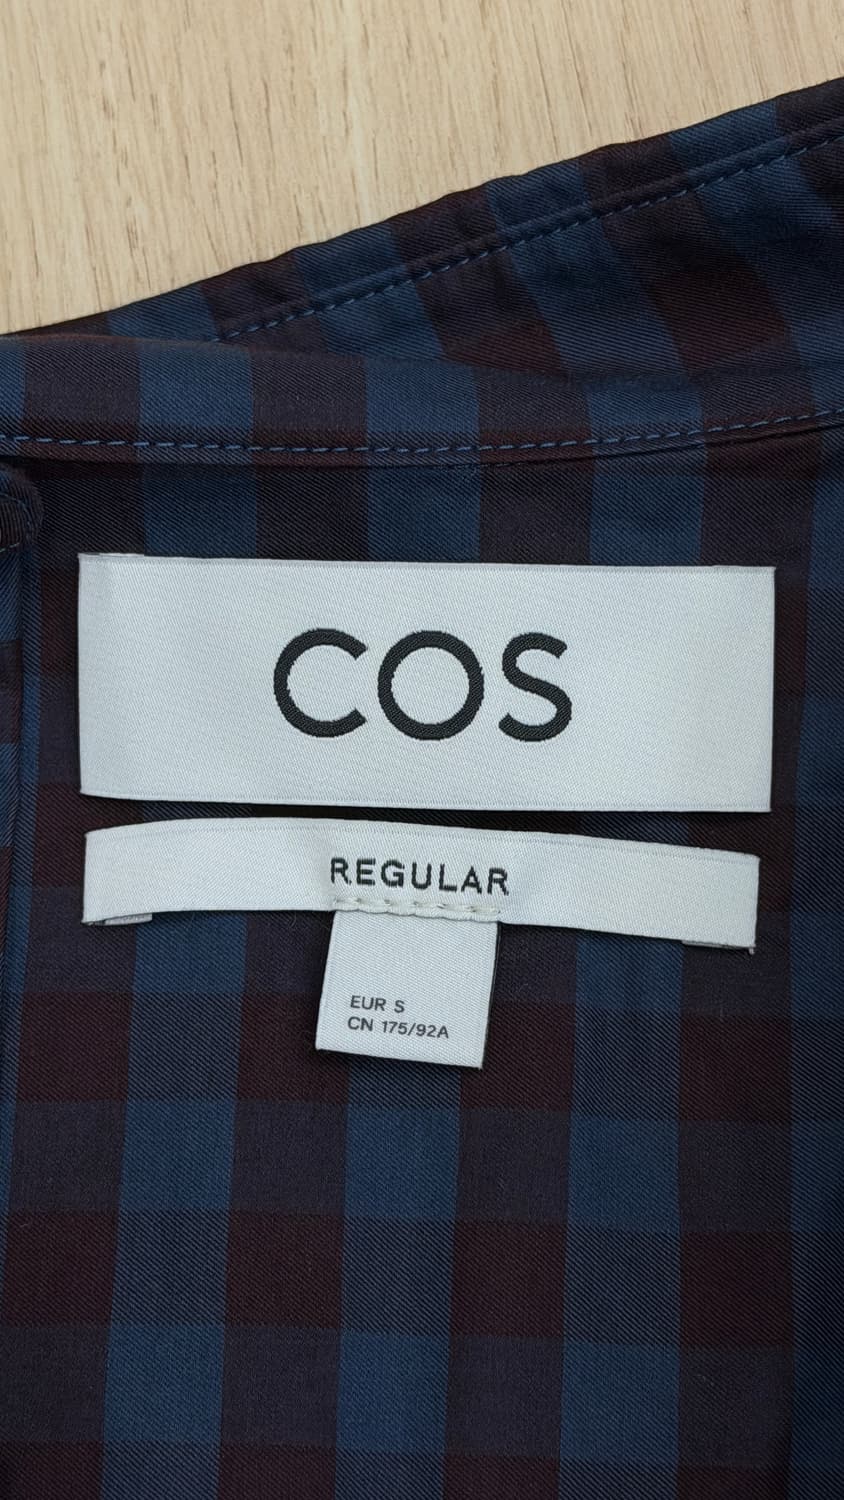 COS
REGULAR
EUR S
CN 175/92A